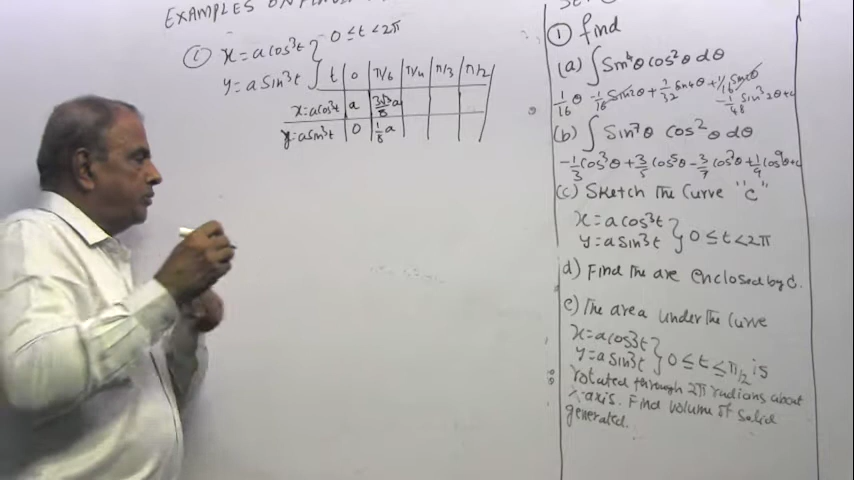 EXAMPLES ON
(c) x = a cos³t } 0 ≤ t < 2π
y = a sin³t
t | 0 | π/6 | π/4 | π/3 | π/2
x = a cos³t | a | 3√3/8 a
y = a sin³t | 0 | 1/8 a
① find
(a) ∫ Sin⁴θ cos²θ dθ
1/16 θ - 1/16 Sin2θ + 1/32 Sin4θ + 1/16 Sin2θ
- 1/48 Sin³2θ + c
(b) ∫ Sin⁷θ cos²θ dθ
-1/3 cos³θ + 3/5 cos⁵θ - 3/7 cos⁷θ + 1/9 cos⁹θ + c
(c) Sketch the Curve "c"
x = a cos³t
y = a sin³t } 0 ≤ t < 2π
d) Find the are enclosed by C.
e) The area under the curve
x = a cos³t
y = a sin³t } 0 ≤ t ≤ π/2 is
rotated through 2π radians about
x-axis. Find volume of solid
generated.